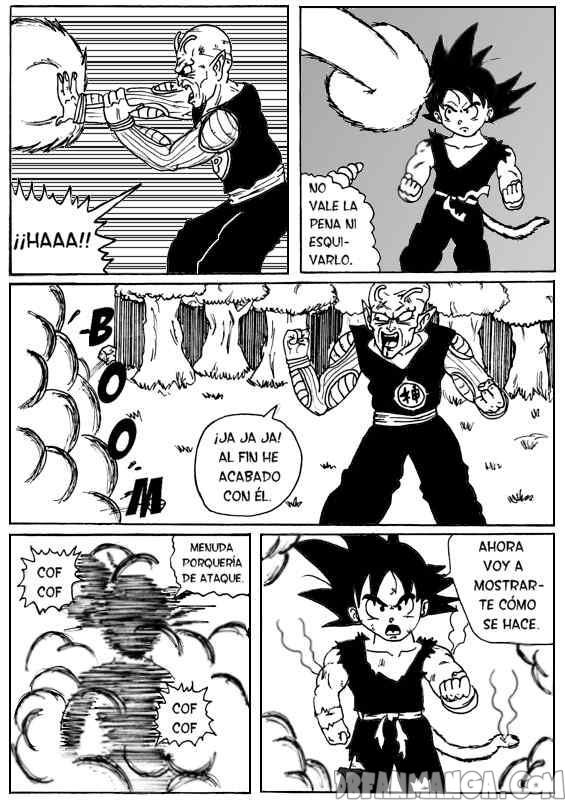 ¡¡HAAA!!
NO
VALE LA
PENA NI
ESQUI-
VARLO.
BOOM
¡JA JA JA!
AL FIN HE
ACABADO
CON ÉL.
神
COF
COF
MENUDA
PORQUERÍA
DE ATAQUE.
COF
COF
AHORA
VOY A
MOSTRAR-
TE CÓMO
SE HACE.
DBFANMANGA.COM